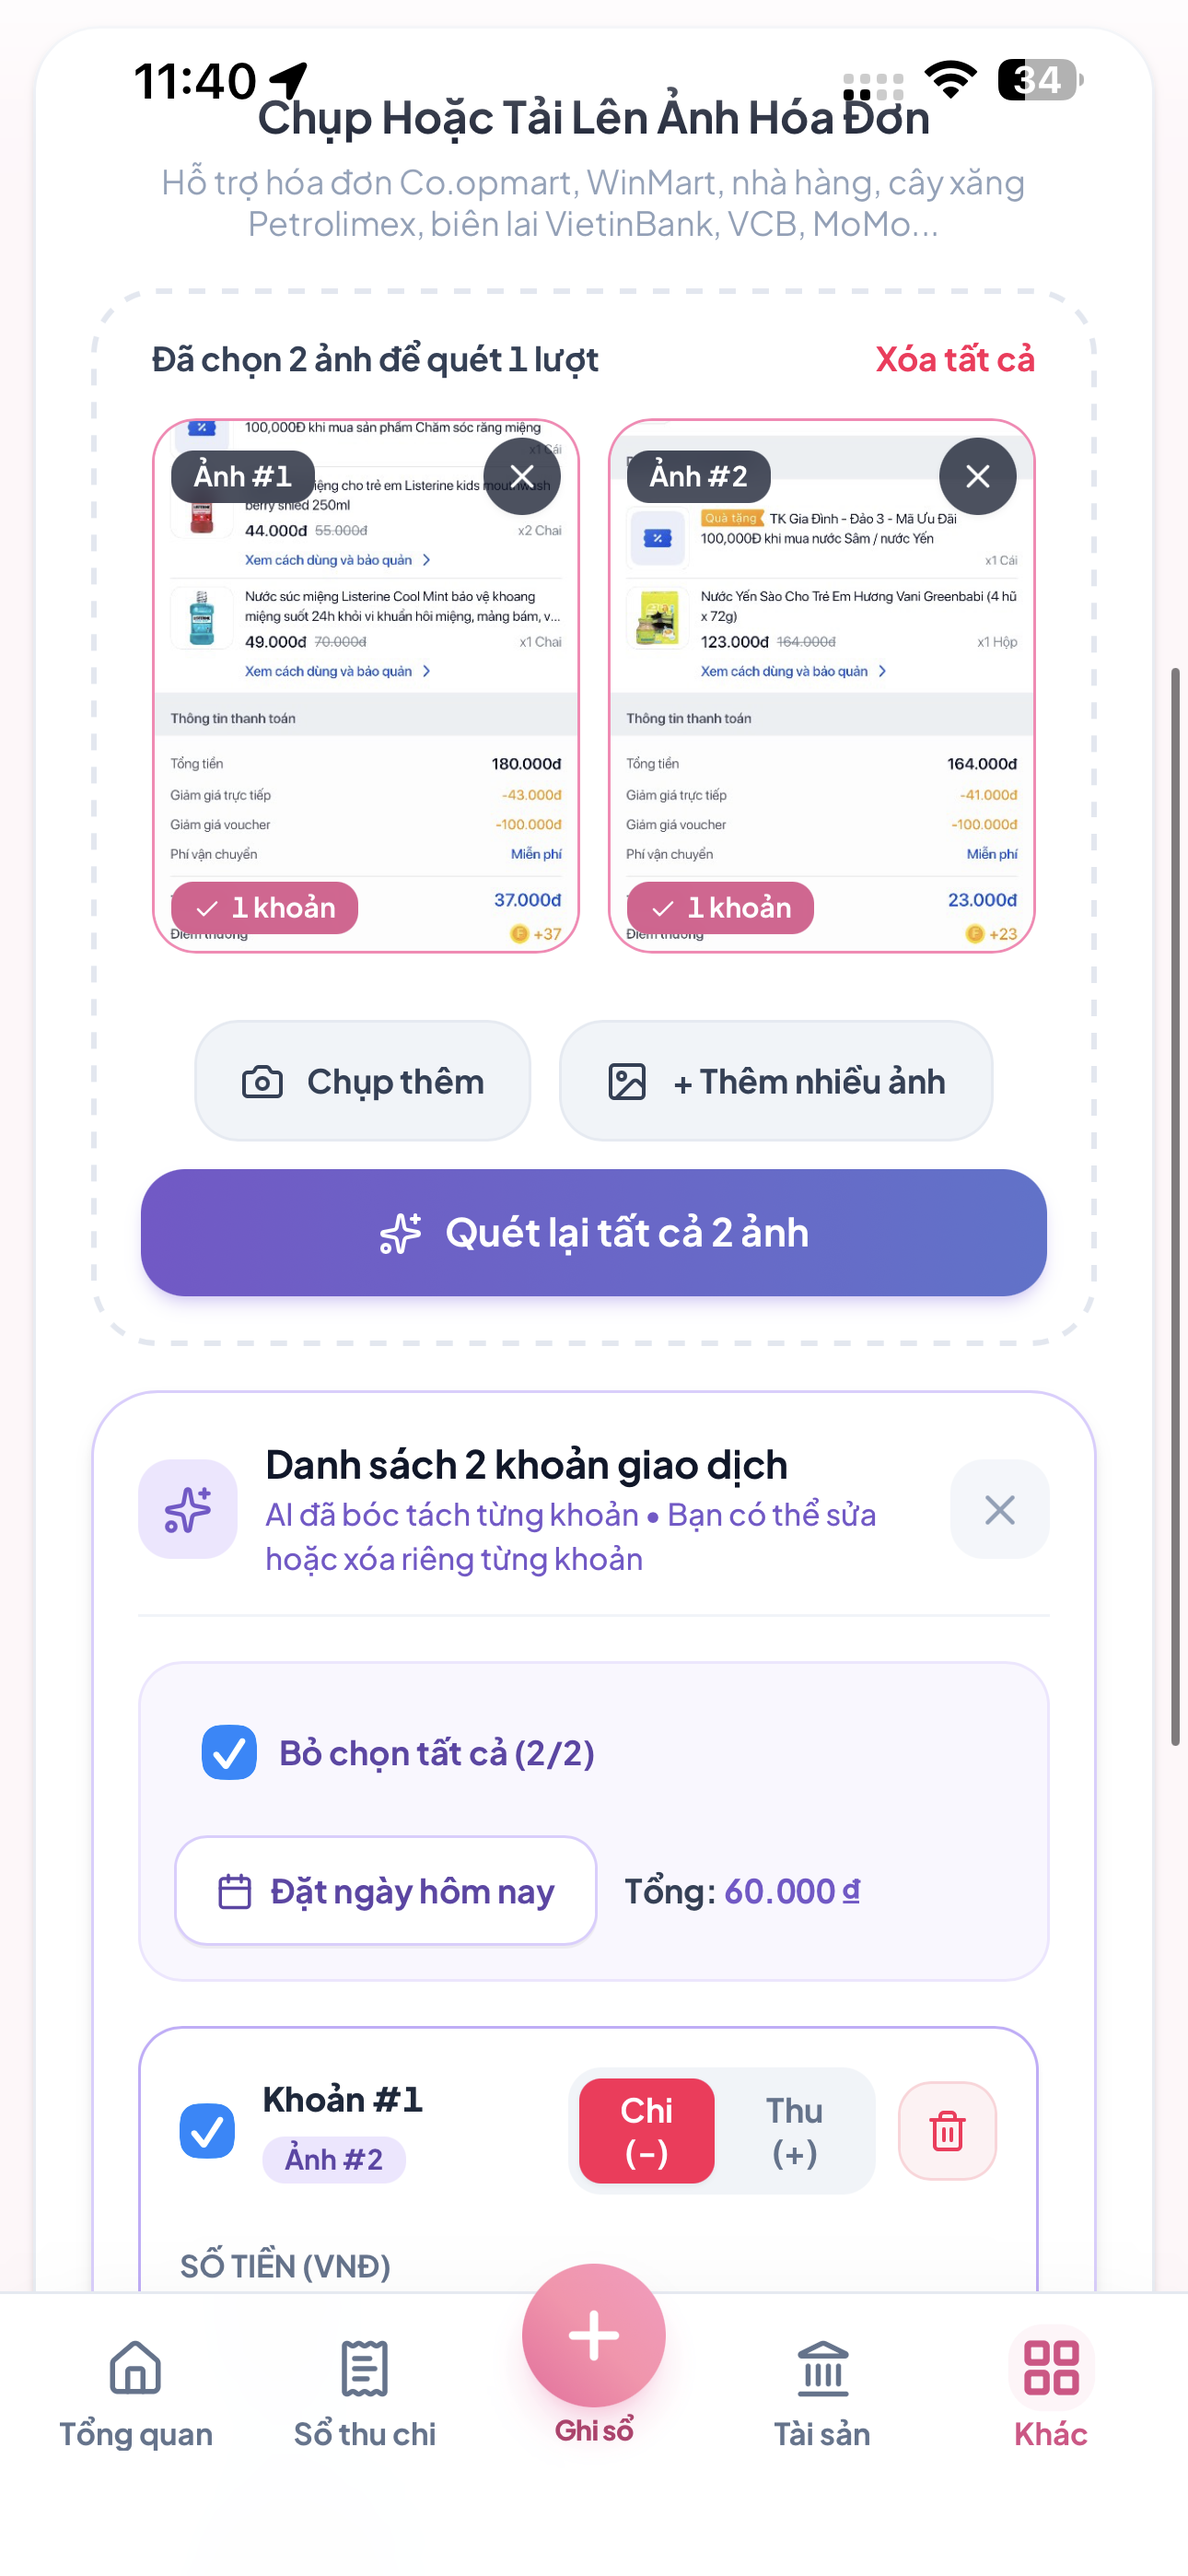 11:40
34
Chụp Hoặc Tải Lên Ảnh Hóa Đơn
Hỗ trợ hóa đơn Co.opmart, WinMart, nhà hàng, cây xăng
Petrolimex, biên lai VietinBank, VCB, MoMo...
Đã chọn 2 ảnh để quét 1 lượt
Xóa tất cả
100,000Đ khi mua sản phẩm Chăm sóc răng miệng
x1 Cái
Ảnh #1
cho trẻ em Listerine kids mouthwash
berry shied 250ml
44.000đ 55.000đ
x2 Chai
Xem cách dùng và bảo quản
Nước súc miệng Listerine Cool Mint bảo vệ khoang
miệng suốt 24h khỏi vi khuẩn hôi miệng, mảng bám, v...
49.000đ 70.000đ
x1 Chai
Xem cách dùng và bảo quản
Thông tin thanh toán
Tổng tiền
180.000đ
Giảm giá trực tiếp
-43.000đ
Giảm giá voucher
-100.000đ
Phí vận chuyển
Miễn phí
1 khoản
37.000đ
Điểm thưởng
+37
Ảnh #2
Quà tặng TK Gia Đình - Đảo 3 - Mã Ưu Đãi
100,000Đ khi mua nước Sâm / nước Yến
x1 Cái
Nước Yến Sào Cho Trẻ Em Hương Vani Greenbabi (4 hũ
x 72g)
123.000đ 164.000đ
x1 Hộp
Xem cách dùng và bảo quản
Thông tin thanh toán
Tổng tiền
164.000đ
Giảm giá trực tiếp
-41.000đ
Giảm giá voucher
-100.000đ
Phí vận chuyển
Miễn phí
1 khoản
23.000đ
Điểm thưởng
+23
Chụp thêm
+ Thêm nhiều ảnh
Quét lại tất cả 2 ảnh
Danh sách 2 khoản giao dịch
AI đã bóc tách từng khoản • Bạn có thể sửa
hoặc xóa riêng từng khoản
Bỏ chọn tất cả (2/2)
Đặt ngày hôm nay
Tổng: 60.000 ₫
Khoản #1
Ảnh #2
Chi
(-)
Thu
(+)
SỐ TIỀN (VNĐ)
Tổng quan
Sổ thu chi
Ghi sổ
Tài sản
Khác